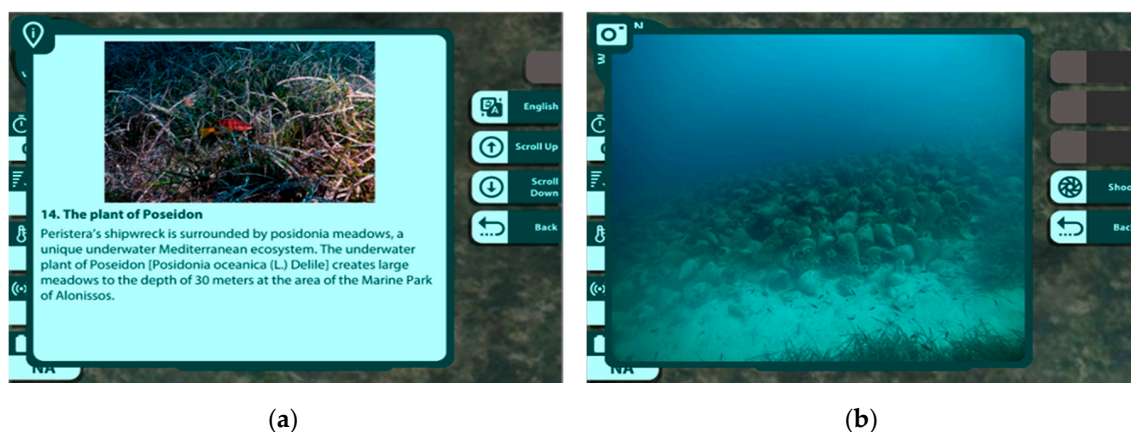 English
Scroll Up
Scroll
Down
Back
14. The plant of Poseidon
Peristera's shipwreck is surrounded by posidonia meadows, a
unique underwater Mediterranean ecosystem. The underwater
plant of Poseidon [Posidonia oceanica (L.) Delile] creates large
meadows to the depth of 30 meters at the area of the Marine Park
of Alonissos.
NA
(a)
N
W
Shoo
Bac
NA
(b)